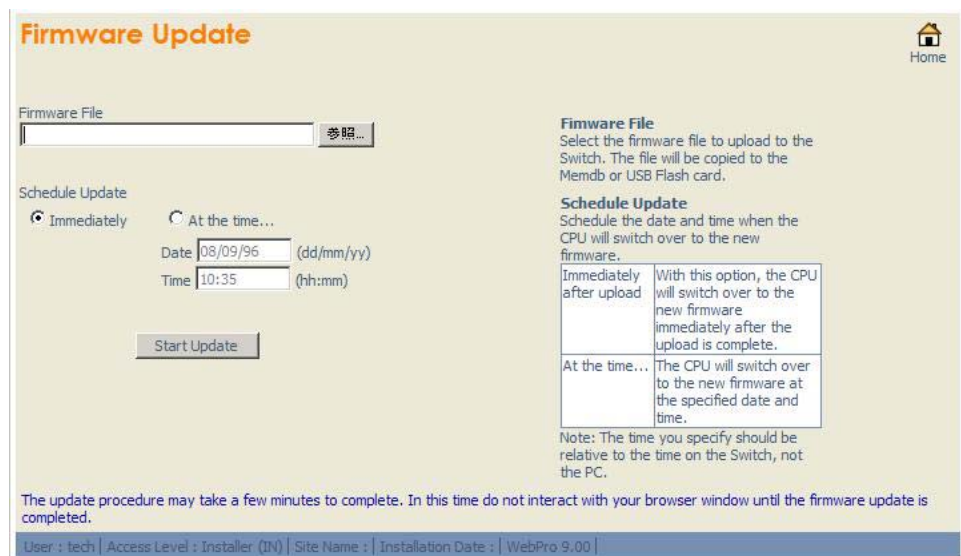 Firmware Update
Home
Firmware File
参照...
Schedule Update
Immediately
At the time...
Date 08/09/96 (dd/mm/yy)
Time 10:35 (hh:mm)
Start Update
Fimware File
Select the firmware file to upload to the
Switch. The file will be copied to the
Memdb or USB Flash card.
Schedule Update
Schedule the date and time when the
CPU will switch over to the new
firmware.
Immediately
after upload
With this option, the CPU
will switch over to the
new firmware
immediately after the
upload is complete.
At the time...
The CPU will switch over
to the new firmware at
the specified date and
time.
Note: The time you specify should be
relative to the time on the Switch, not
the PC.
The update procedure may take a few minutes to complete. In this time do not interact with your browser window until the firmware update is
completed.
User : tech | Access Level : Installer (IN) | Site Name : | Installation Date : | WebPro 9.00 |